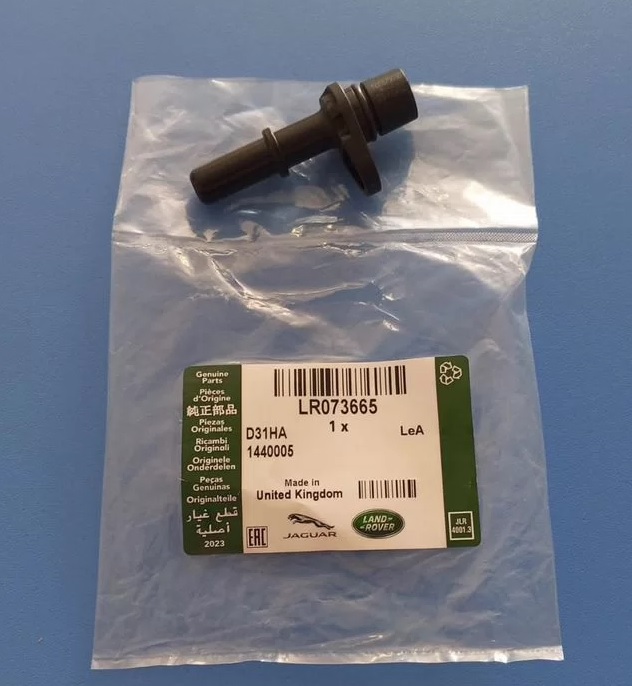 Genuine
Parts
Pièces
d'Origine
純正部品
Piezas
Originales
Ricambi
Originali
Originele
Onderdelen
Peças
Genuinas
Originalteile
قطع غيار
أصلية
2023
LR073665
1 x
D31HA
LeA
1440005
Made in
United Kingdom
EAC
JAGUAR
LAND-
-ROVER
JLR
4001.3